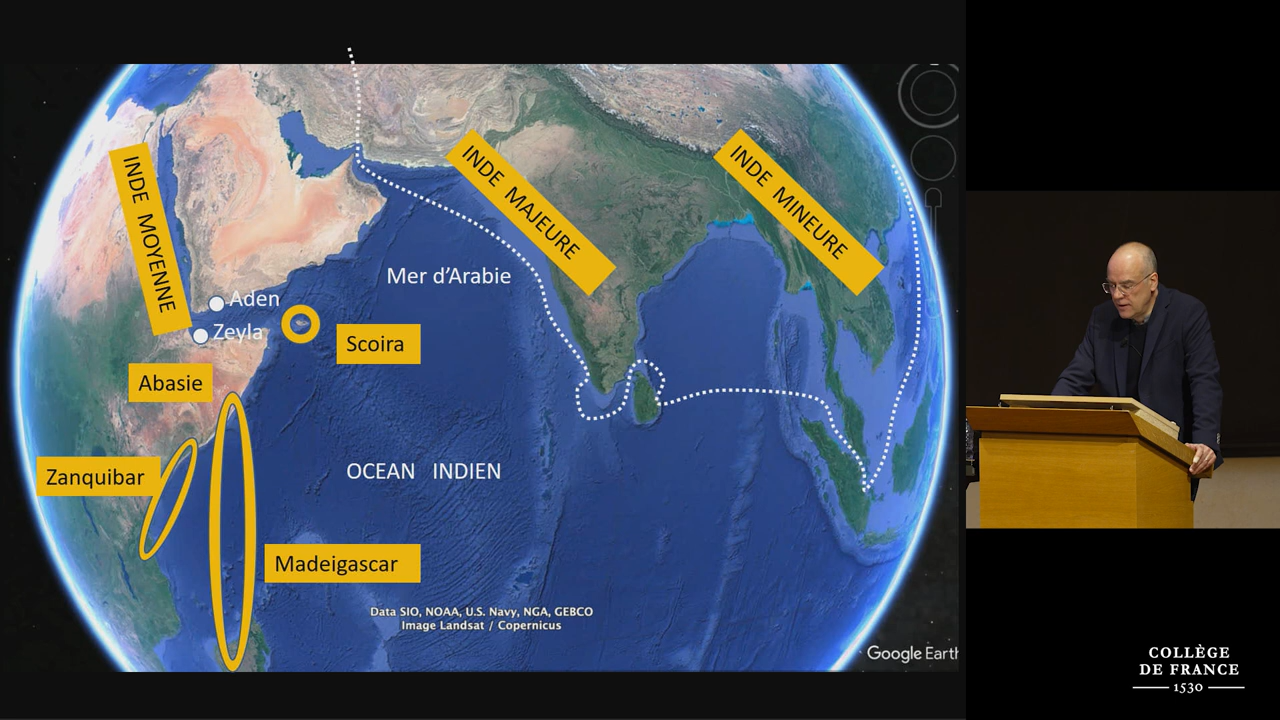 INDE MOYENNE
INDE MAJEURE
INDE MINEURE
Mer d'Arabie
Aden
Zeyla
Scoira
Abasie
Zanquibar
OCEAN INDIEN
Madeigascar
Data SIO, NOAA, U.S. Navy, NGA, GEBCO
Image Landsat / Copernicus
Google Earth
COLLÈGE
DE FRANCE
1530